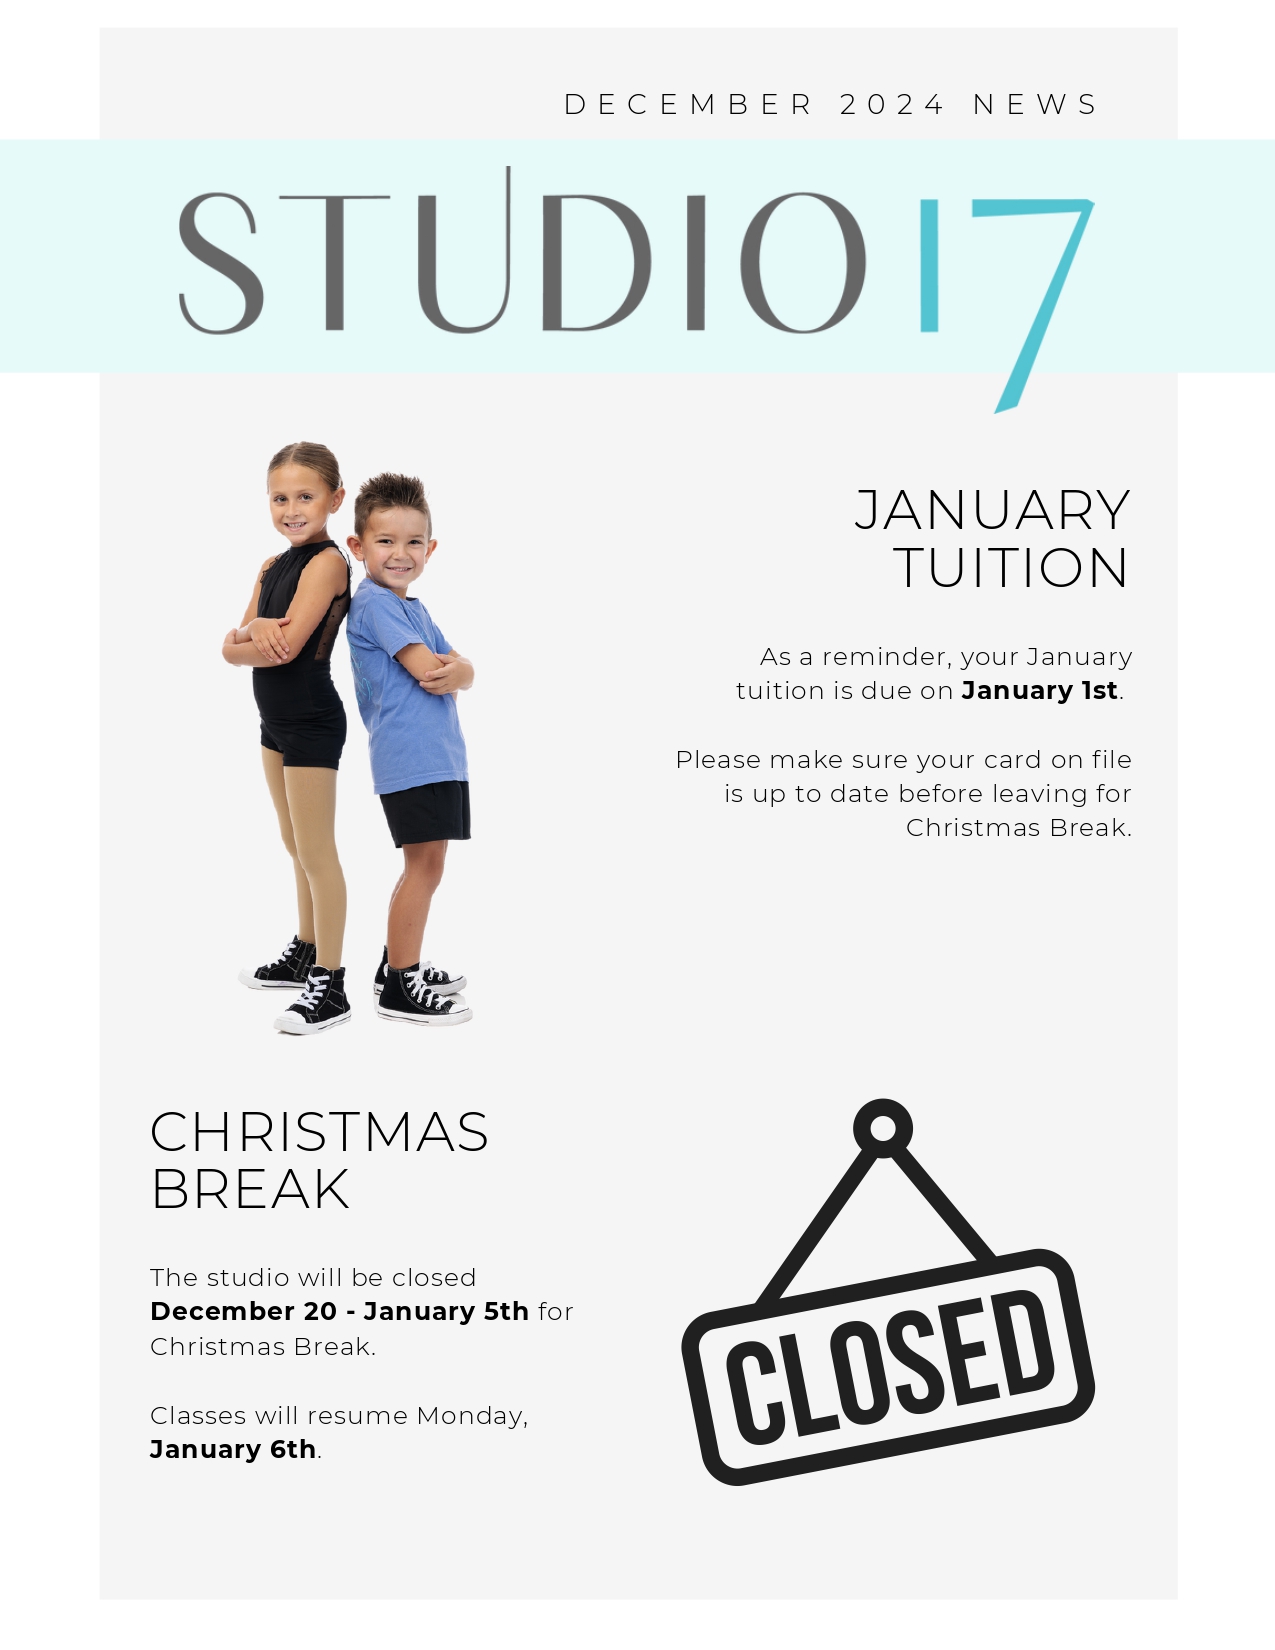 DECEMBER 2024 NEWS
STUDIO 17
JANUARY
TUITION
As a reminder, your January
tuition is due on January 1st.
Please make sure your card on file
is up to date before leaving for
Christmas Break.
CHRISTMAS
BREAK
The studio will be closed
December 20 - January 5th for
Christmas Break.
Classes will resume Monday,
January 6th.
CLOSED